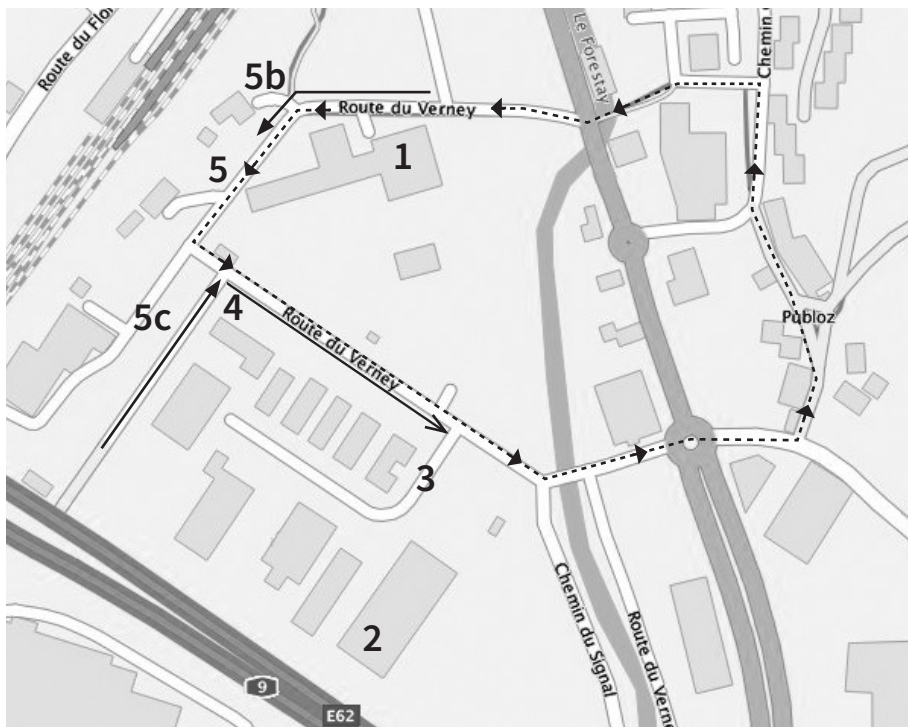 Route du Flo
Le Forestay
Chemin d
5b
Route du Verney
1
5
5c
4
Route du Verney
Publoz
3
2
Chemin du Signal
Route du Verne
9
E62